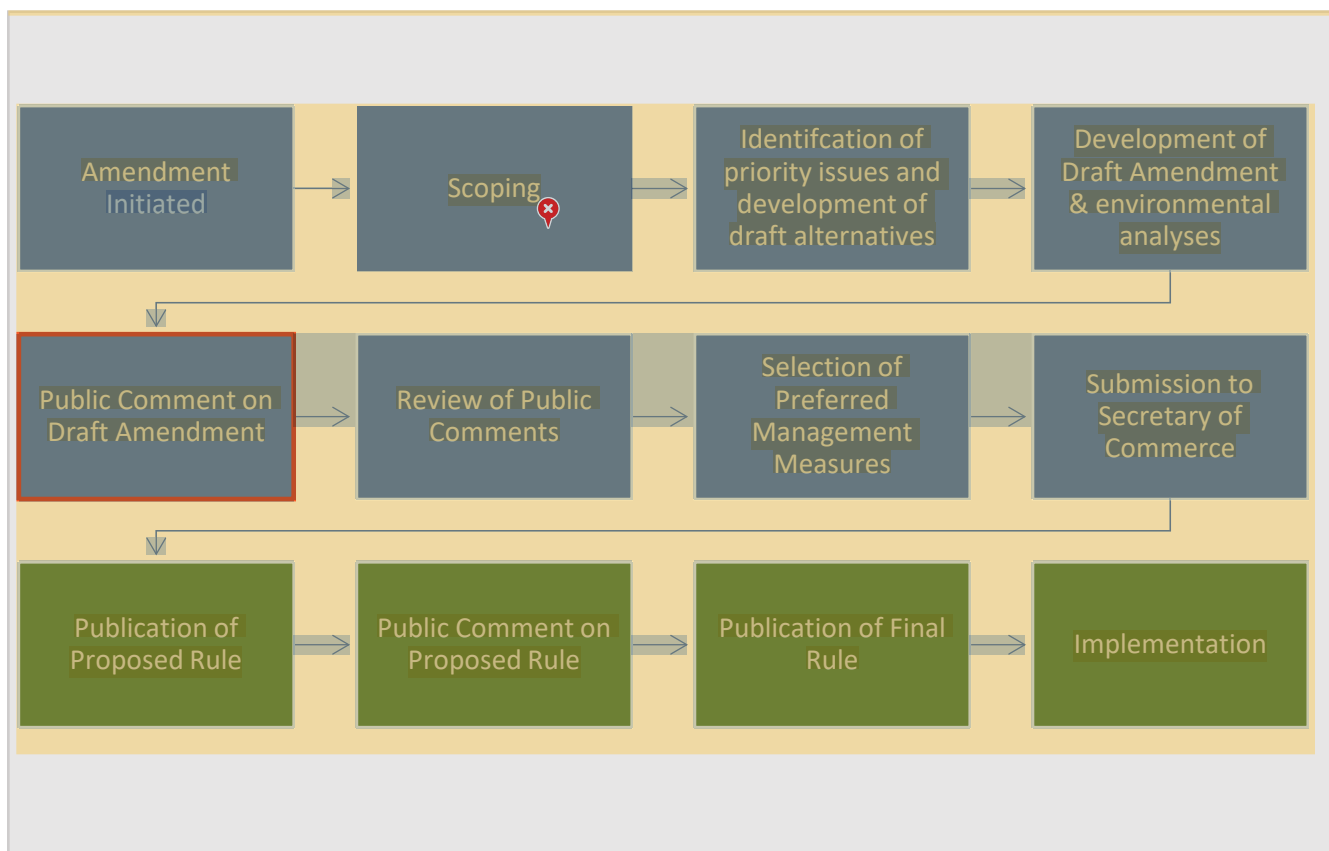 Amendment
Initiated
Scoping
Identifcation of
priority issues and
development of
draft alternatives
Development of
Draft Amendment
& environmental
analyses
Public Comment on
Draft Amendment
Review of Public
Comments
Selection of
Preferred
Management
Measures
Submission to
Secretary of
Commerce
Publication of
Proposed Rule
Public Comment on
Proposed Rule
Publication of Final
Rule
Implementation